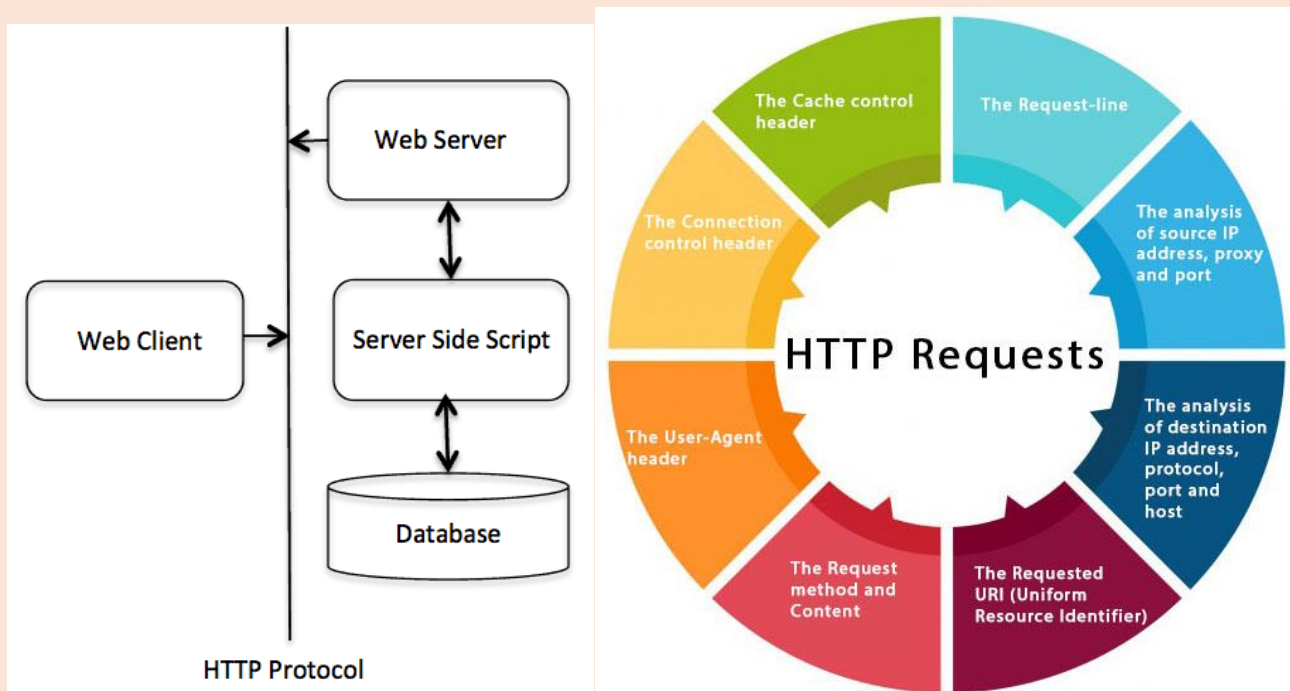 Web Server
Web Client
Server Side Script
Database
HTTP Protocol
HTTP Requests
The Request-line
The analysis
of source IP
address, proxy
and port
The analysis
of destination
IP address,
protocol,
port and
host
The Requested
URI (Uniform
Resource Identifier)
The Request
method and
Content
The User-Agent
header
The Connection
control header
The Cache control
header